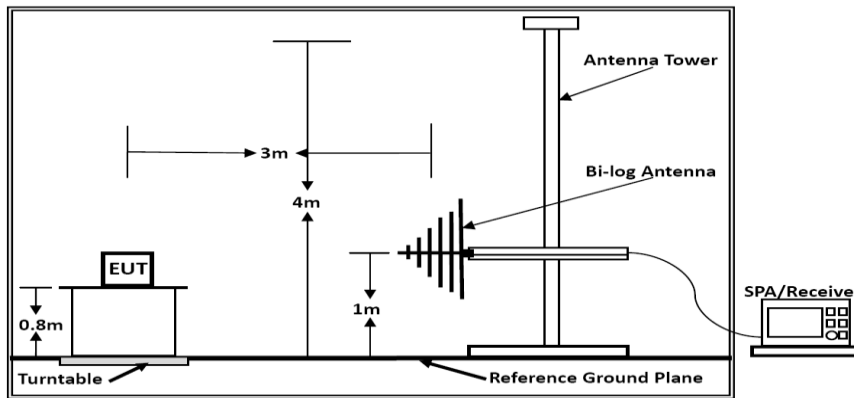 Antenna Tower
3m
Bi-log Antenna
4m
EUT
0.8m
1m
SPA/Receive
Turntable
Reference Ground Plane